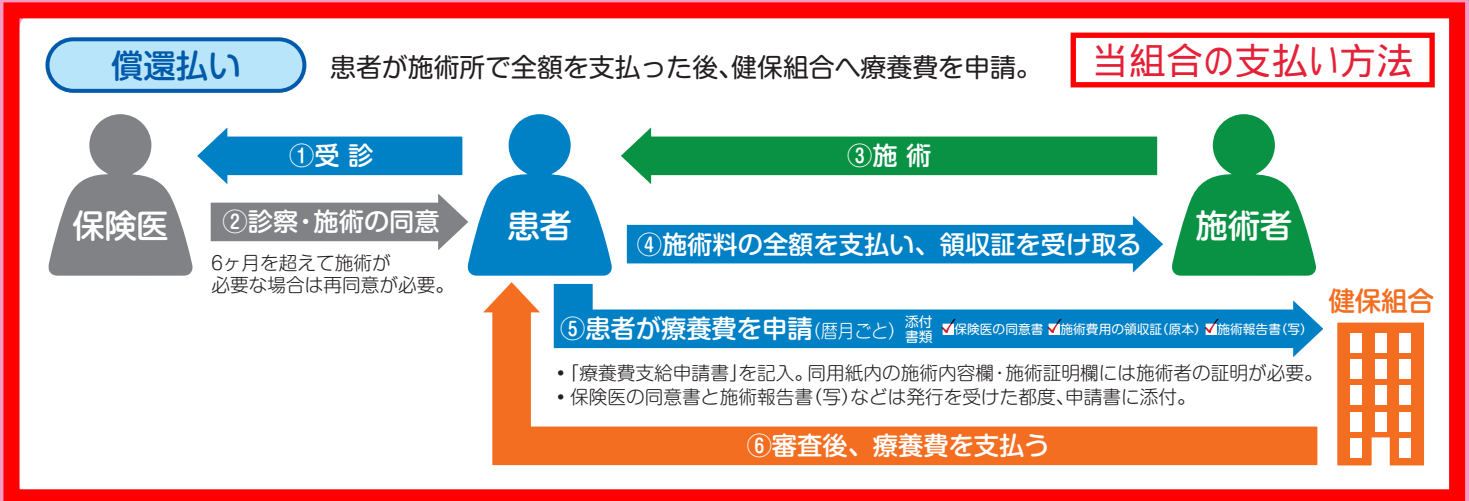 償還払い
患者が施術所で全額を支払った後、健保組合へ療養費を申請。
当組合の支払い方法
①受 診
③施 術
保険医
②診察・施術の同意
患者
施術者
④施術料の全額を支払い、領収証を受け取る
6ヶ月を超えて施術が
必要な場合は再同意が必要。
健保組合
⑤患者が療養費を申請(暦月ごと) 添付書類 ✓保険医の同意書 ✓施術費用の領収証(原本) ✓施術報告書(写)
•「療養費支給申請書」を記入。同用紙内の施術内容欄・施術証明欄には施術者の証明が必要。
•保険医の同意書と施術報告書(写)などは発行を受けた都度、申請書に添付。
⑥審査後、療養費を支払う